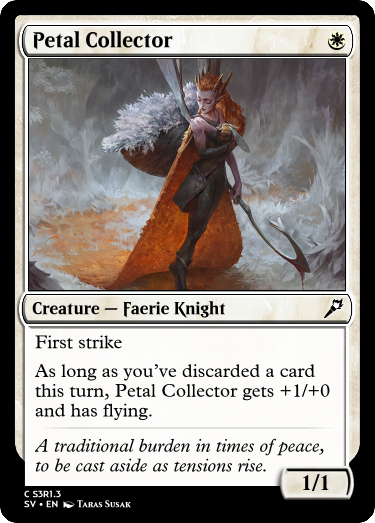 Petal Collector
Creature — Faerie Knight
First strike
As long as you've discarded a card
this turn, Petal Collector gets +1/+0
and has flying.
A traditional burden in times of peace,
to be cast aside as tensions rise.
1/1
C S3R1.3
SV • EN Taras Susak